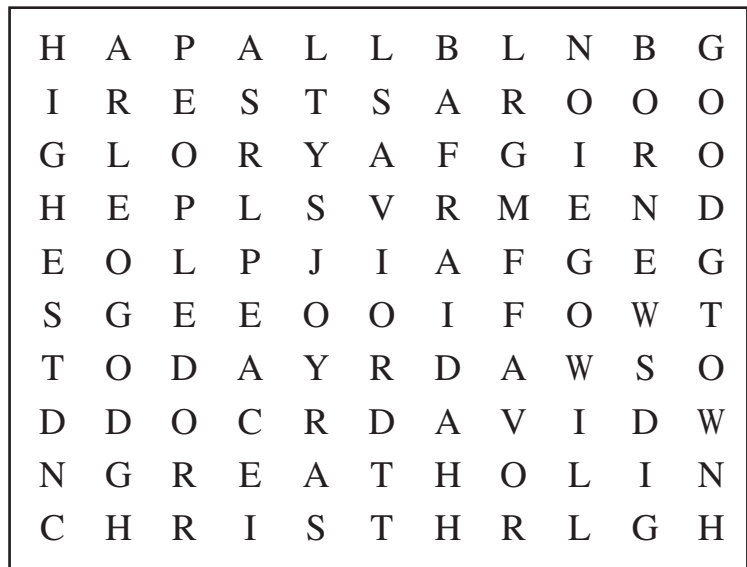 H A P A L L B L N B G
I R E S T S A R O O O
G L O R Y A F G I R O
H E P L S V R M E N D
E O L P J I A F G E G
S G E E O O I F O W T
T O D A Y R D A W S O
D D O C R D A V I D W
N G R E A T H O L I N
C H R I S T H R L G H